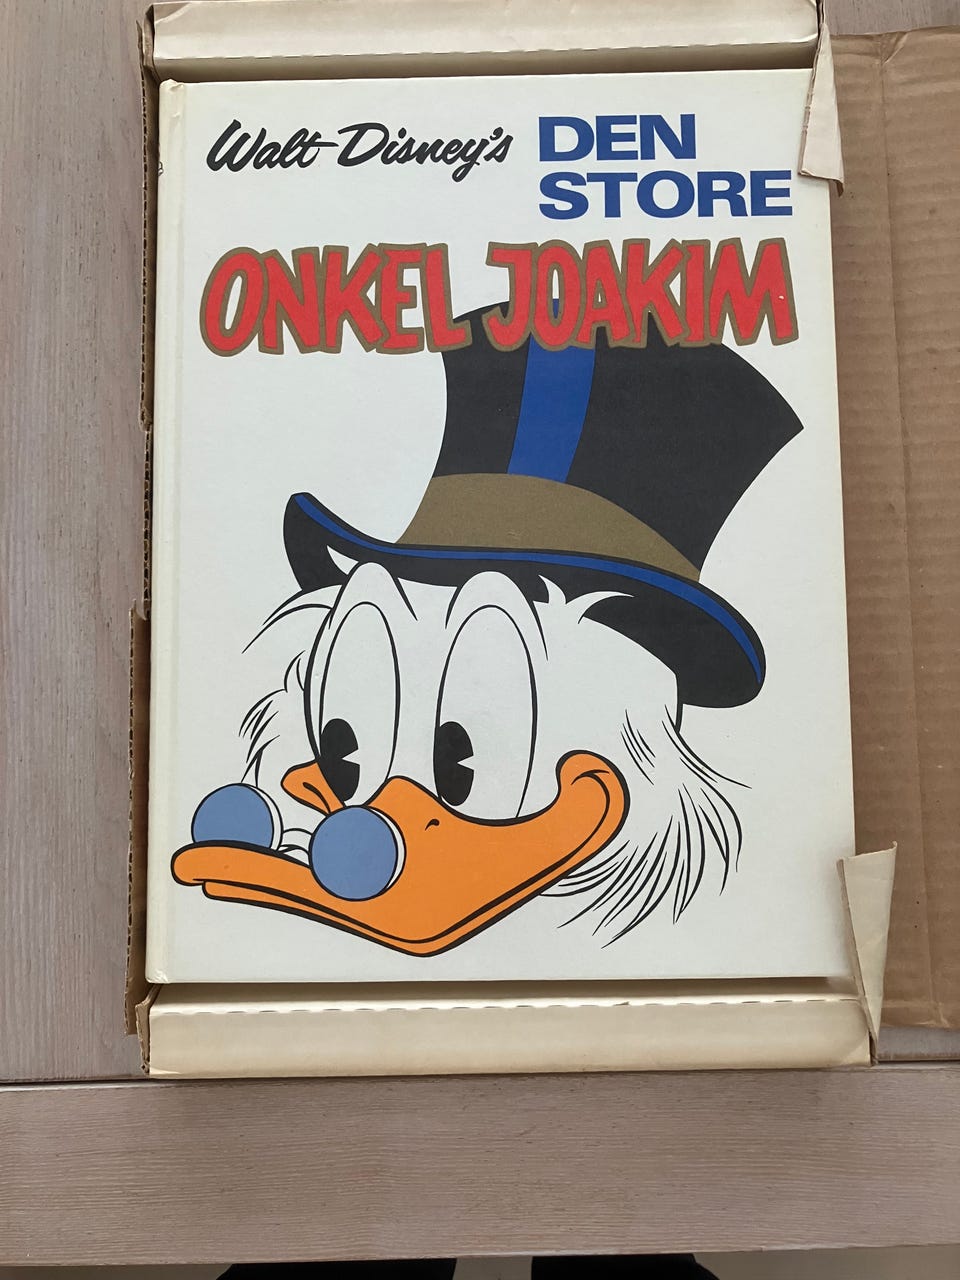 Walt Disney's DEN
STORE
ONKEL JOAKIM